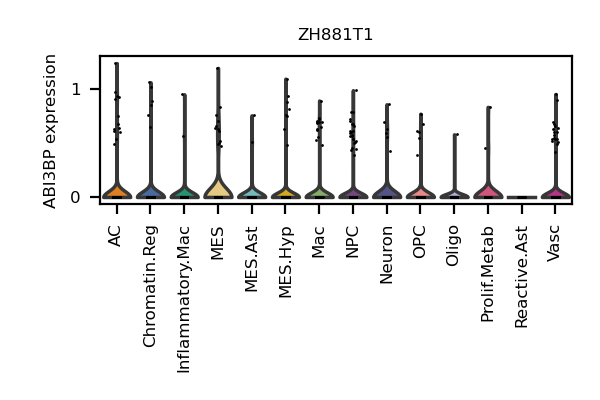 ZH881T1
ABI3BP expression
1
0
AC
Chromatin.Reg
Inflammatory.Mac
MES
MES.Ast
MES.Hyp
Mac
NPC
Neuron
OPC
Oligo
Prolif.Metab
Reactive.Ast
Vasc